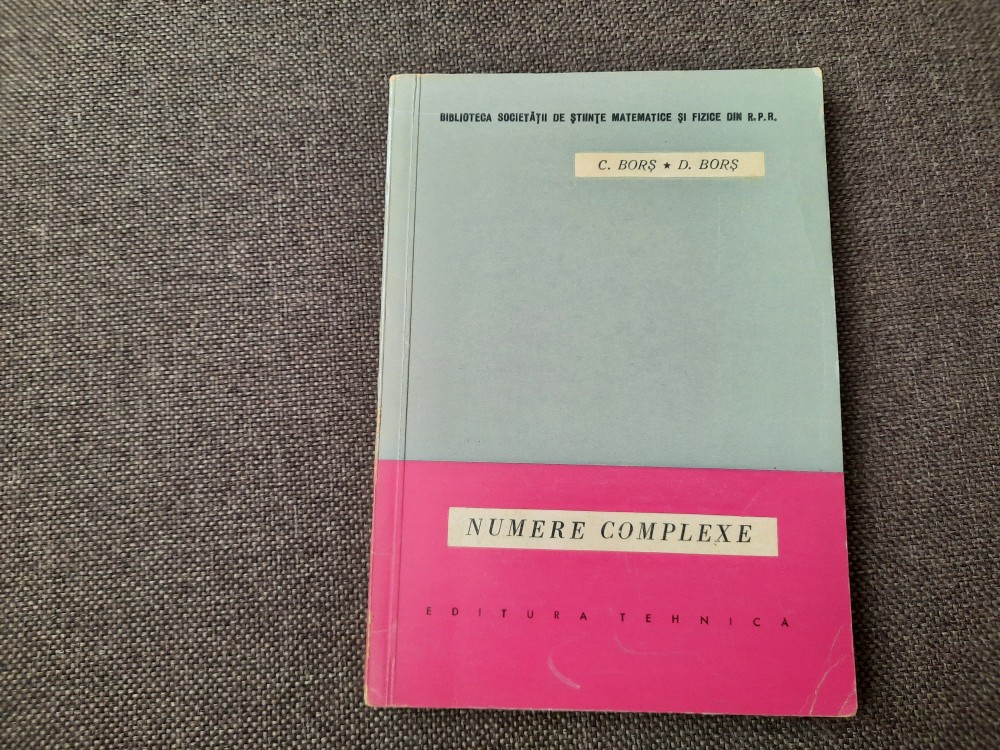 BIBLIOTECA SOCIETĂȚII DE ȘTIINȚE MATEMATICE ȘI FIZICE DIN R.P.R.
C. BORȘ ★ D. BORȘ
NUMERE COMPLEXE
EDITURA TEHNICĂ